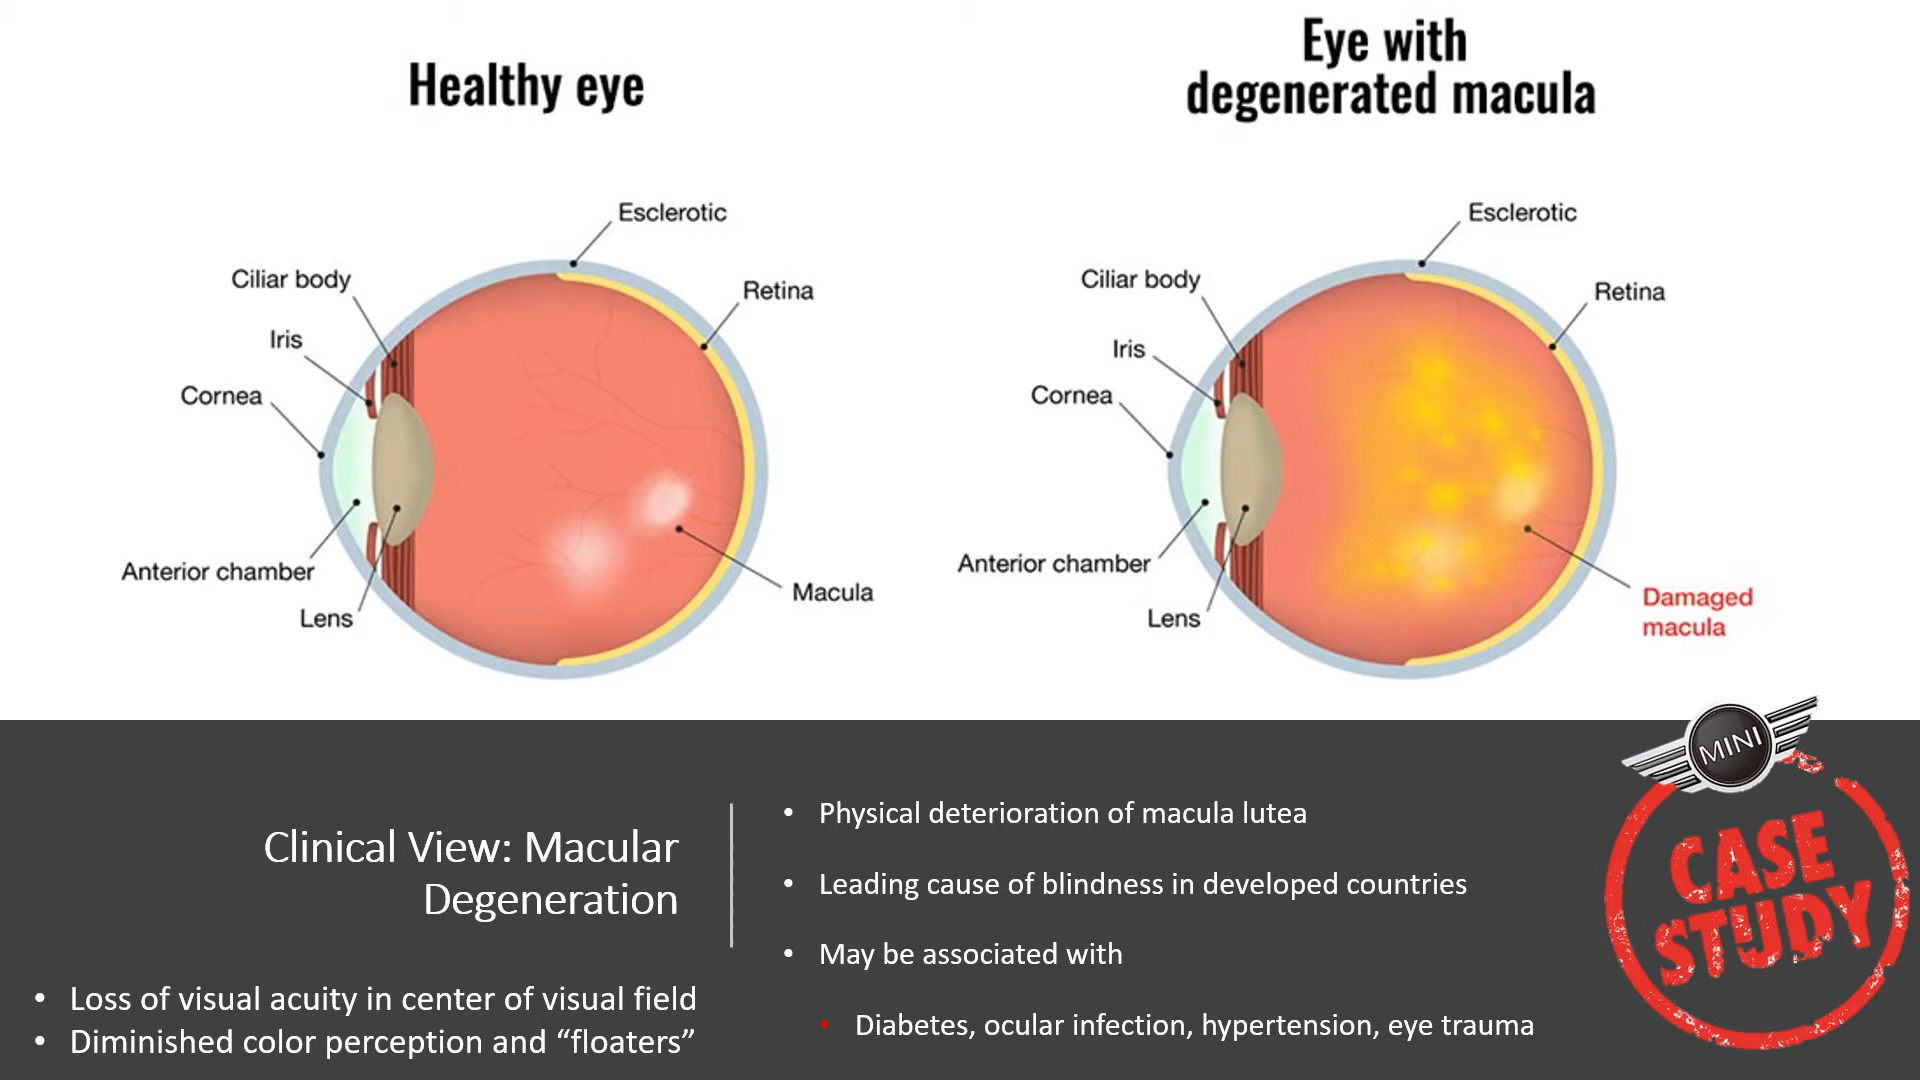 Healthy eye
Esclerotic
Ciliar body
Retina
Iris
Cornea
Anterior chamber
Macula
Lens
Eye with
degenerated macula
Esclerotic
Ciliar body
Retina
Iris
Cornea
Anterior chamber
Damaged
macula
Lens
Clinical View: Macular
Degeneration
• Loss of visual acuity in center of visual field
• Diminished color perception and “floaters”
• Physical deterioration of macula lutea
• Leading cause of blindness in developed countries
• May be associated with
• Diabetes, ocular infection, hypertension, eye trauma
MINI
CASE
STUDY